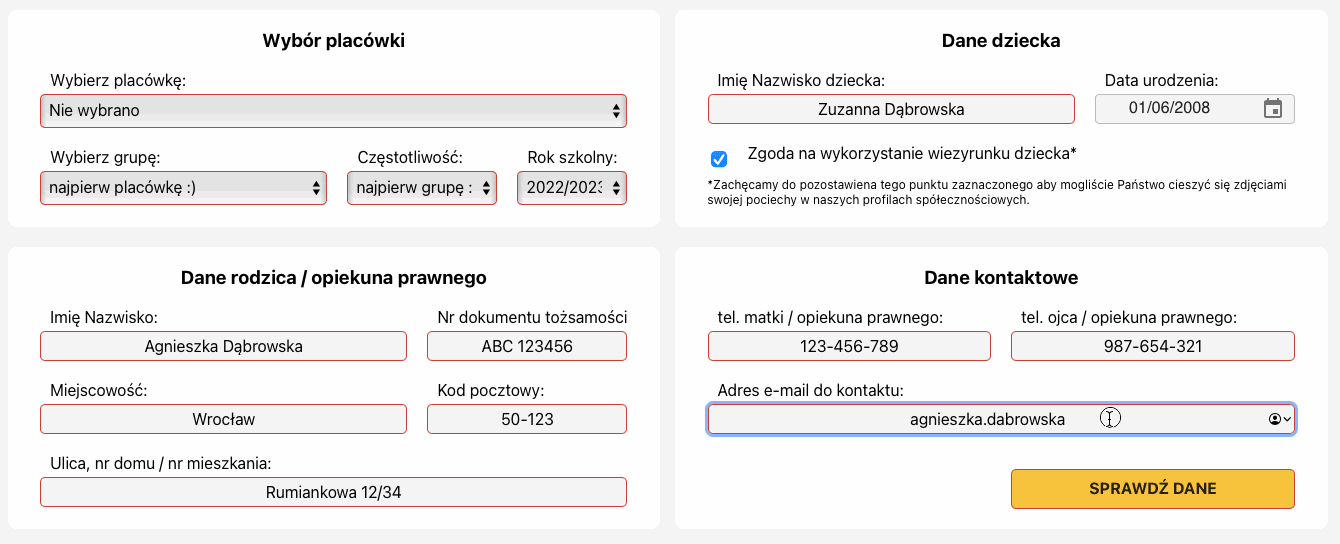 Wybór placówki
Wybierz placówkę:
Nie wybrano
Wybierz grupę: Częstotliwość: Rok szkolny:
najpierw placówkę :) najpierw grupę : 2022/2023
Dane dziecka
Imię Nazwisko dziecka: Data urodzenia:
Zuzanna Dąbrowska 01/06/2008
Zgoda na wykorzystanie wiezyrunku dziecka*
*Zachęcamy do pozostawiena tego punktu zaznaczonego aby mogliście Państwo cieszyć się zdjęciami
swojej pociechy w naszych profilach spółecznościowych.
Dane rodzica / opiekuna prawnego
Imię Nazwisko: Nr dokumentu tożsamości
Agnieszka Dąbrowska ABC 123456
Miejscowość: Kod pocztowy:
Wrocław 50-123
Ulica, nr domu / nr mieszkania:
Rumiankowa 12/34
Dane kontaktowe
tel. matki / opiekuna prawnego: tel. ojca / opiekuna prawnego:
123-456-789 987-654-321
Adres e-mail do kontaktu:
agnieszka.dabrowska
SPRAWDŹ DANE